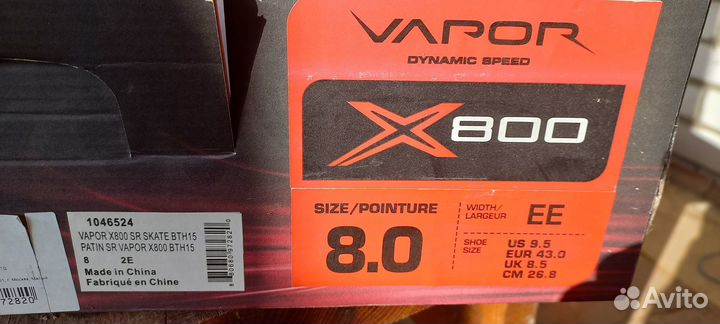 VAPOR
DYNAMIC SPEED
X800
SIZE/POINTURE
8.0
WIDTH/
LARGEUR
EE
SHOE
SIZE
US 9.5
EUR 43.0
UK 8.5
CM 26.8
1046524
VAPOR X800 SR SKATE BTH15
PATIN SR VAPOR X800 BTH15
8 2E
Made in China
Fabriqué en Chine
72820
Avito